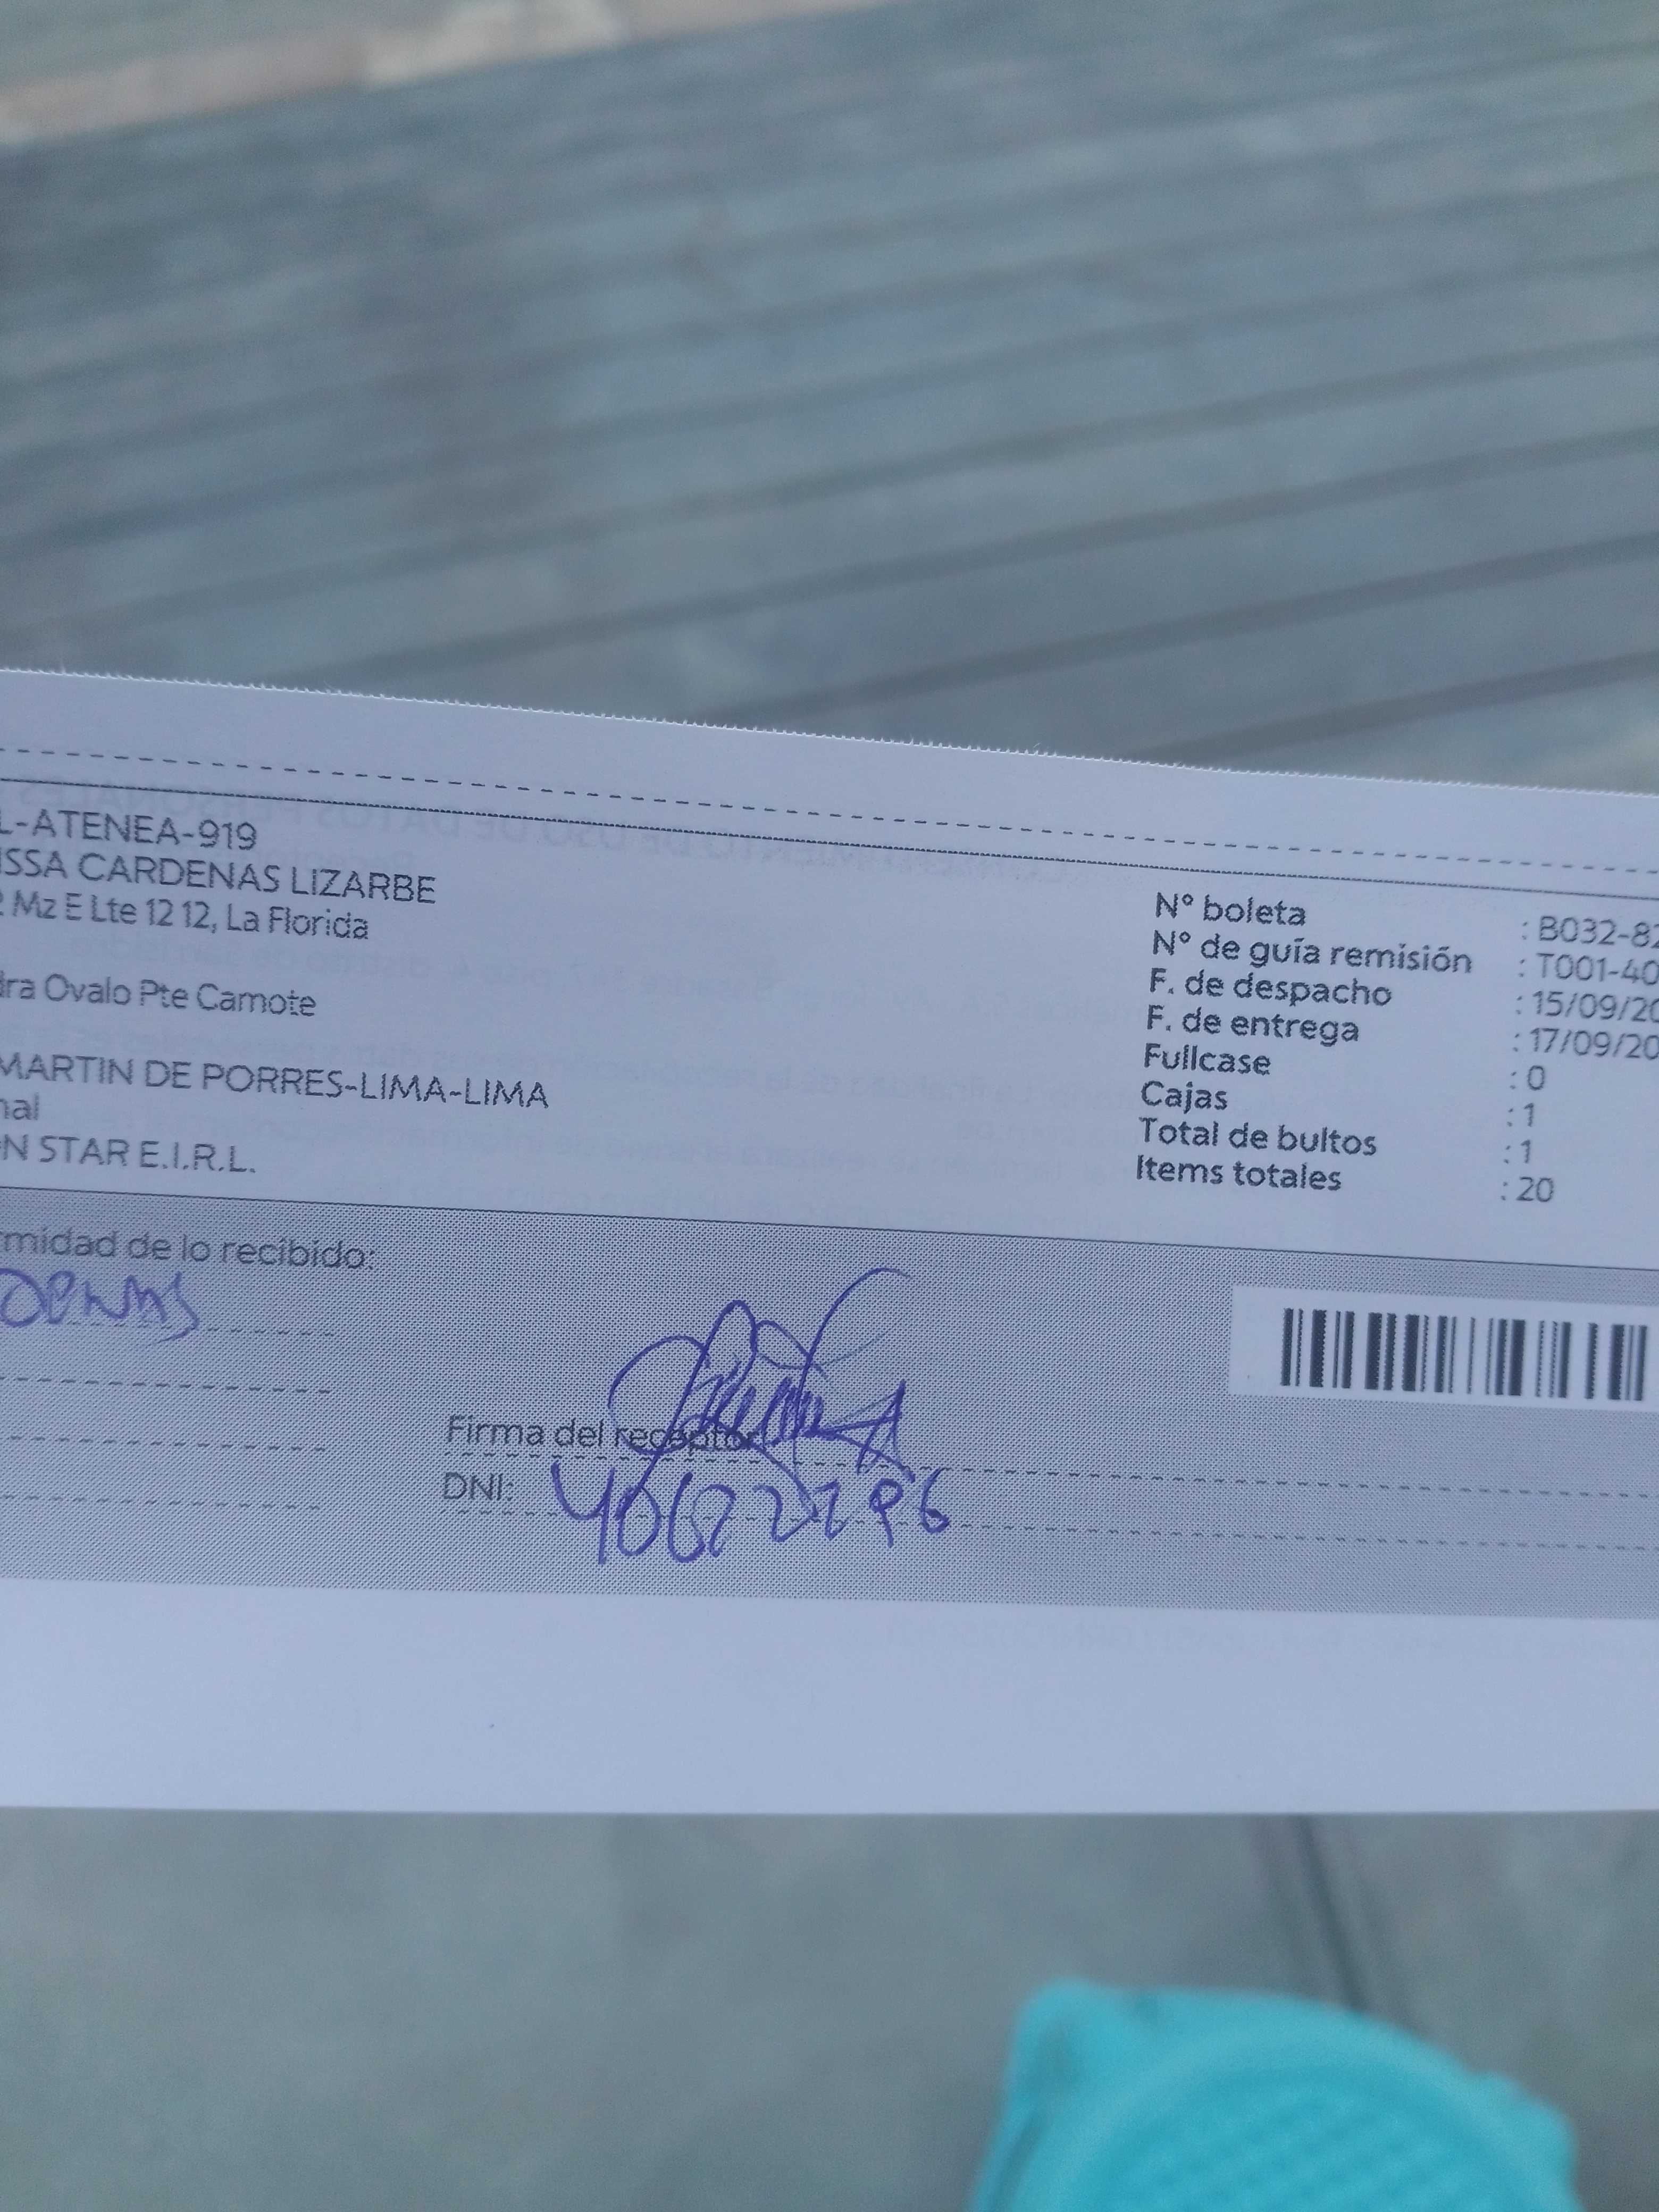 L-ATENEA-919
ISSA CARDENAS LIZARBE
2 Mz E Lte 12 12, La Florida
dra Ovalo Pte Camote
MARTIN DE PORRES-LIMA-LIMA
nal
N STAR E.I.R.L.
N° boleta : B032-82
N° de guía remisión : T001-40
F. de despacho : 15/09/20
F. de entrega : 17/09/20
Fullcase : 0
Cajas : 1
Total de bultos : 1
Items totales : 20
rmidad de lo recibido:
Firma del receptor
DNI: